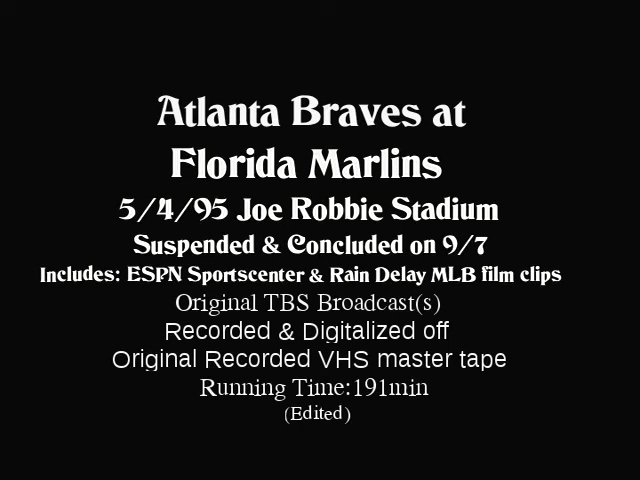 Atlanta Braves at
Florida Marlins
5/4/95 Joe Robbie Stadium
Suspended & Concluded on 9/7
Includes: ESPN Sportscenter & Rain Delay MLB film clips
Original TBS Broadcast(s)
Recorded & Digitalized off
Original Recorded VHS master tape
Running Time:191min
(Edited)